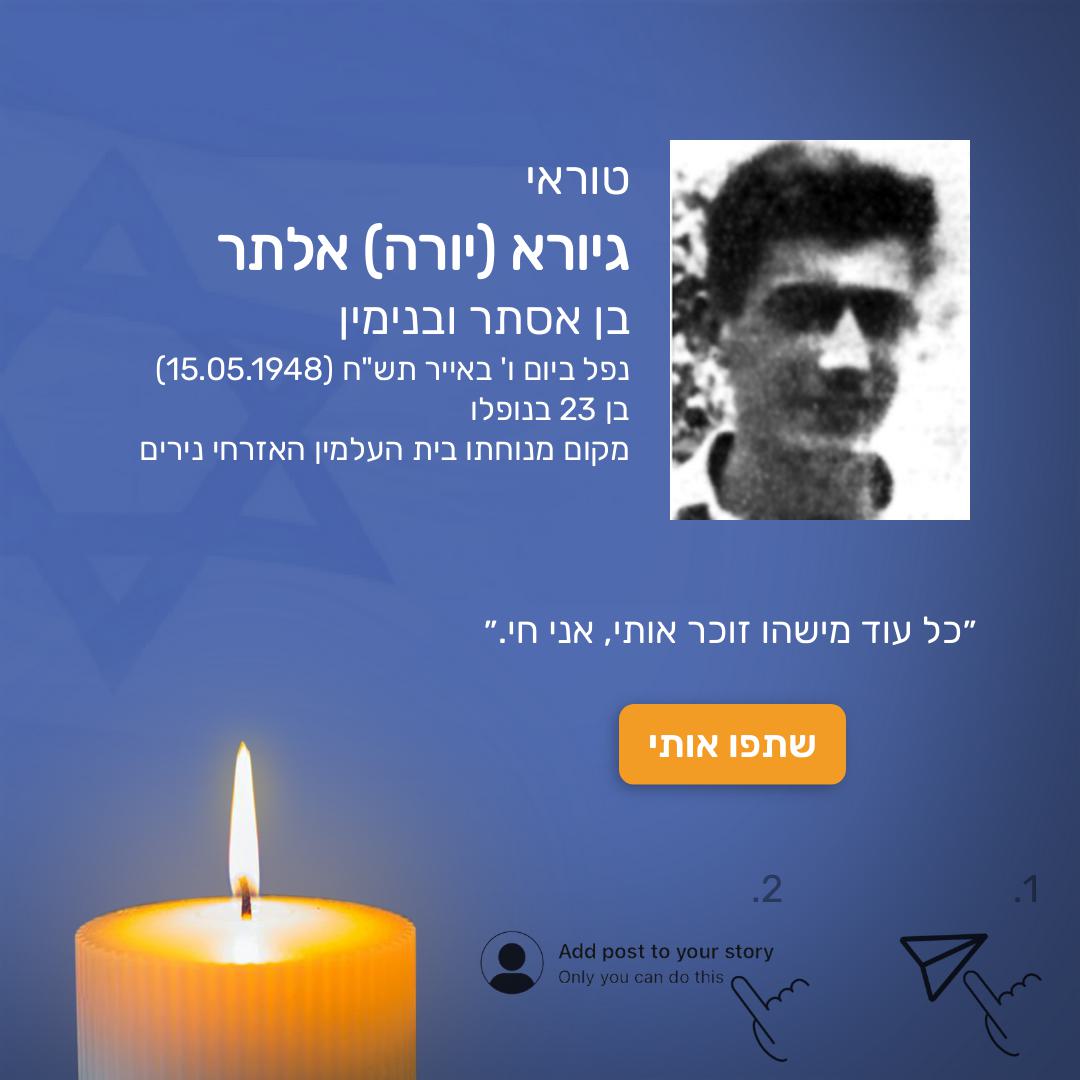 טוראי
גיורא (יורה) אלתר
בן אסתר ובנימין
נפל ביום ו' באייר תש"ח (15.05.1948)
בן 23 בנופלו
מקום מנוחתו בית העלמין האזרחי נירים
״כל עוד מישהו זוכר אותי, אני חי.״
שתפו אותי
1.
2.
Add post to your story
Only you can do this